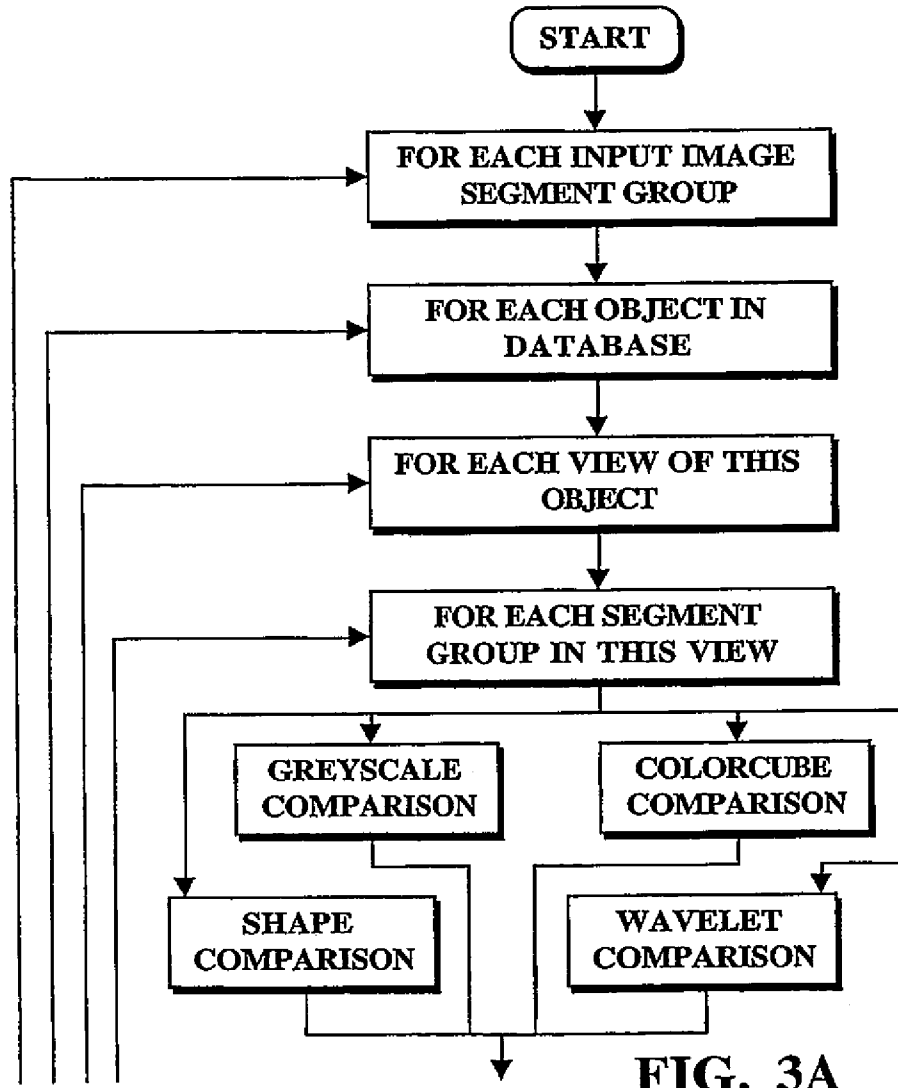 START
FOR EACH INPUT IMAGE
SEGMENT GROUP
FOR EACH OBJECT IN
DATABASE
FOR EACH VIEW OF THIS
OBJECT
FOR EACH SEGMENT
GROUP IN THIS VIEW
GREYSCALE
COMPARISON
COLORCUBE
COMPARISON
SHAPE
COMPARISON
WAVELET
COMPARISON
FIG. 3A